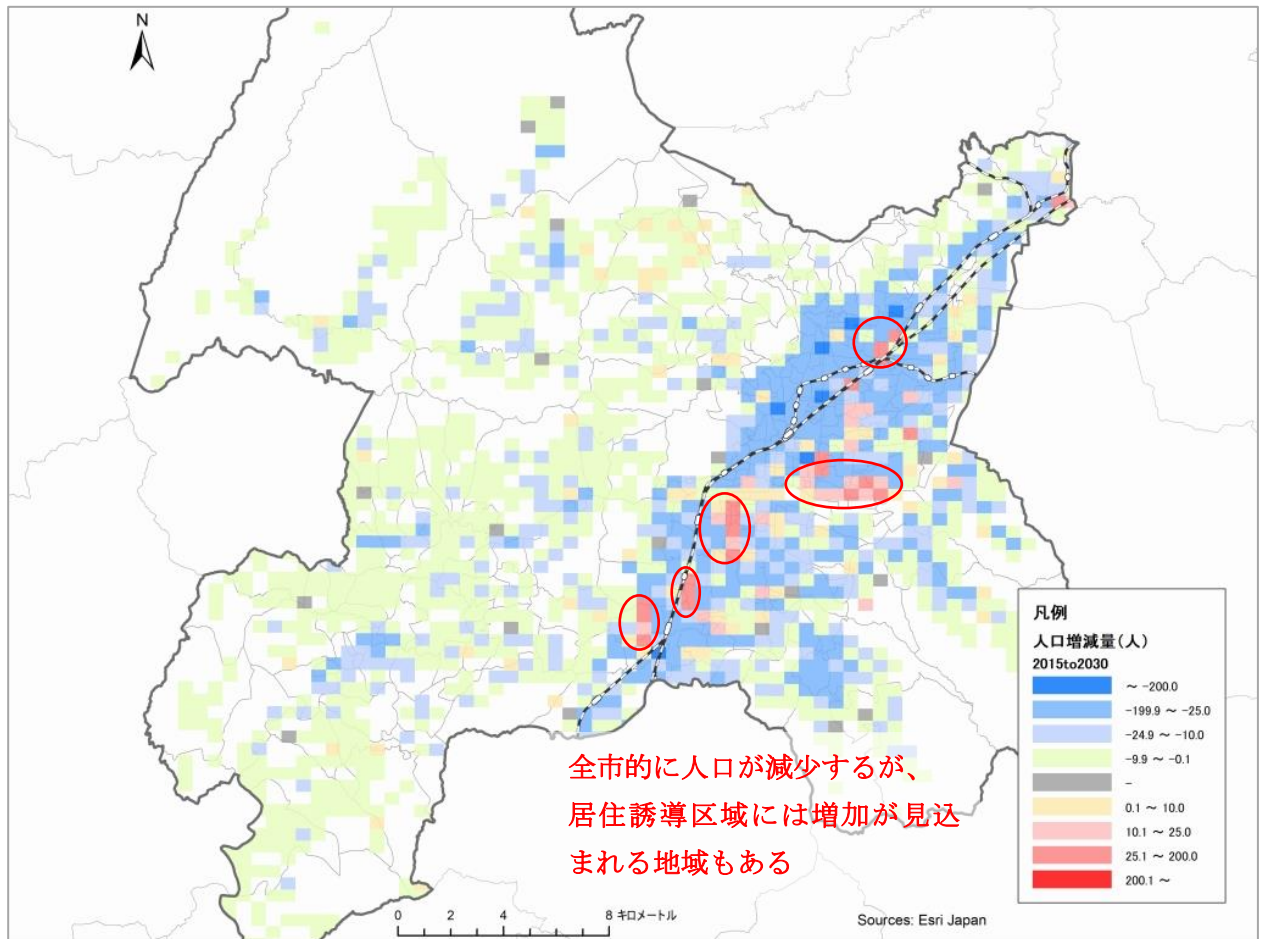 N
凡例
人口増減量(人)
2015to2030
～ -200.0
-199.9 ～ -25.0
-24.9 ～ -10.0
-9.9 ～ -0.1
-
0.1 ～ 10.0
10.1 ～ 25.0
25.1 ～ 200.0
200.1 ～
全市的に人口が減少するが、
居住誘導区域には増加が見込
まれる地域もある
0 2 4 8 キロメートル
Sources: Esri Japan